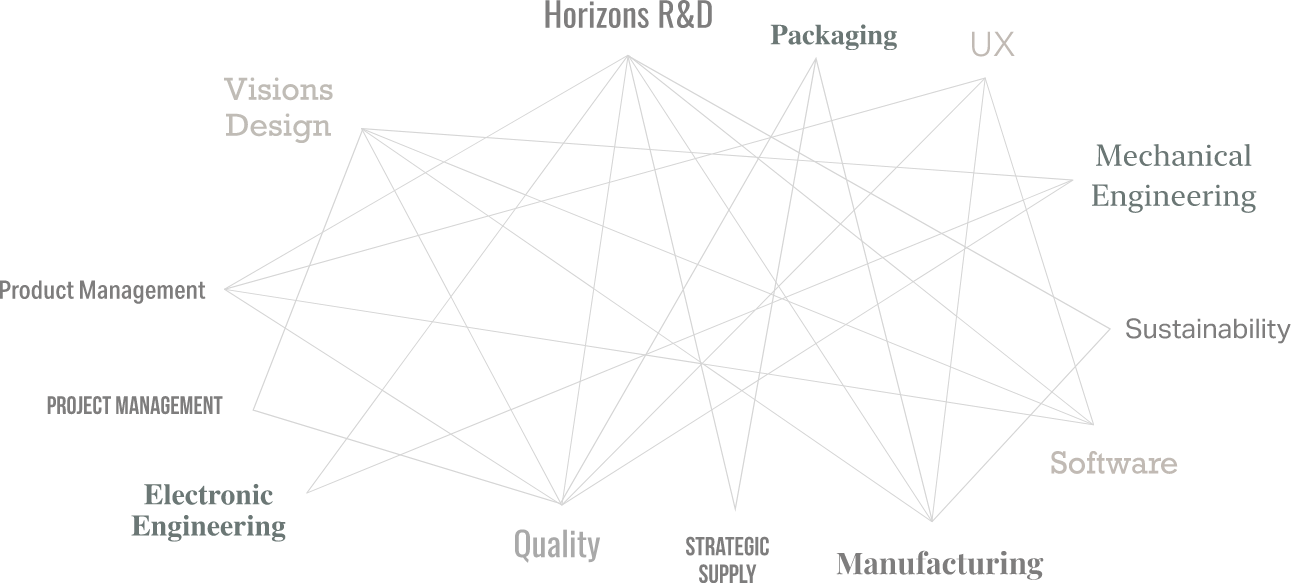 Horizons R&D
Packaging
UX
Visions
Design
Mechanical
Engineering
Product Management
Sustainability
PROJECT MANAGEMENT
Software
Electronic
Engineering
Quality
STRATEGIC
SUPPLY
Manufacturing